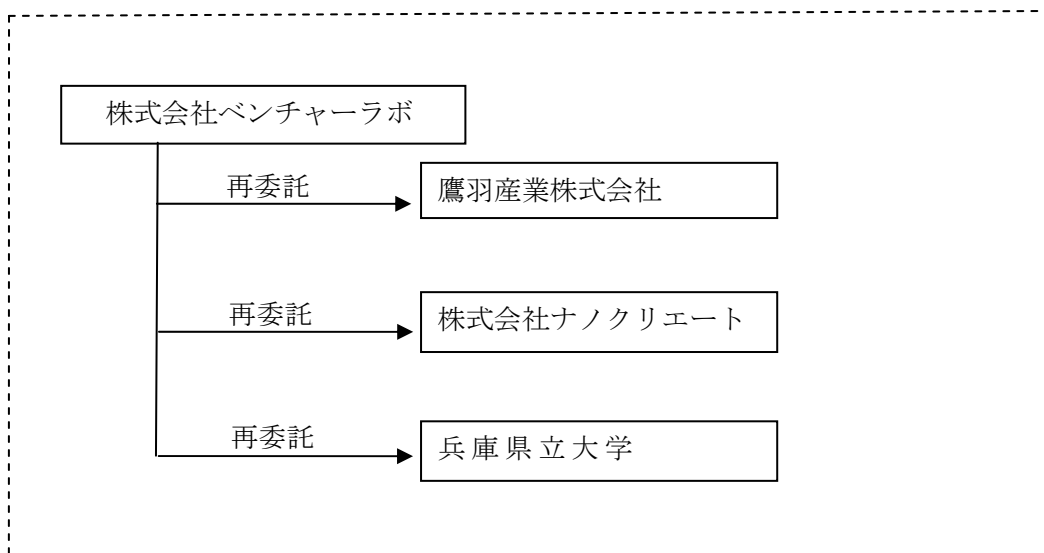 株式会社ベンチャーラボ
再委託
鷹羽産業株式会社
再委託
株式会社ナノクリエート
再委託
兵庫県立大学